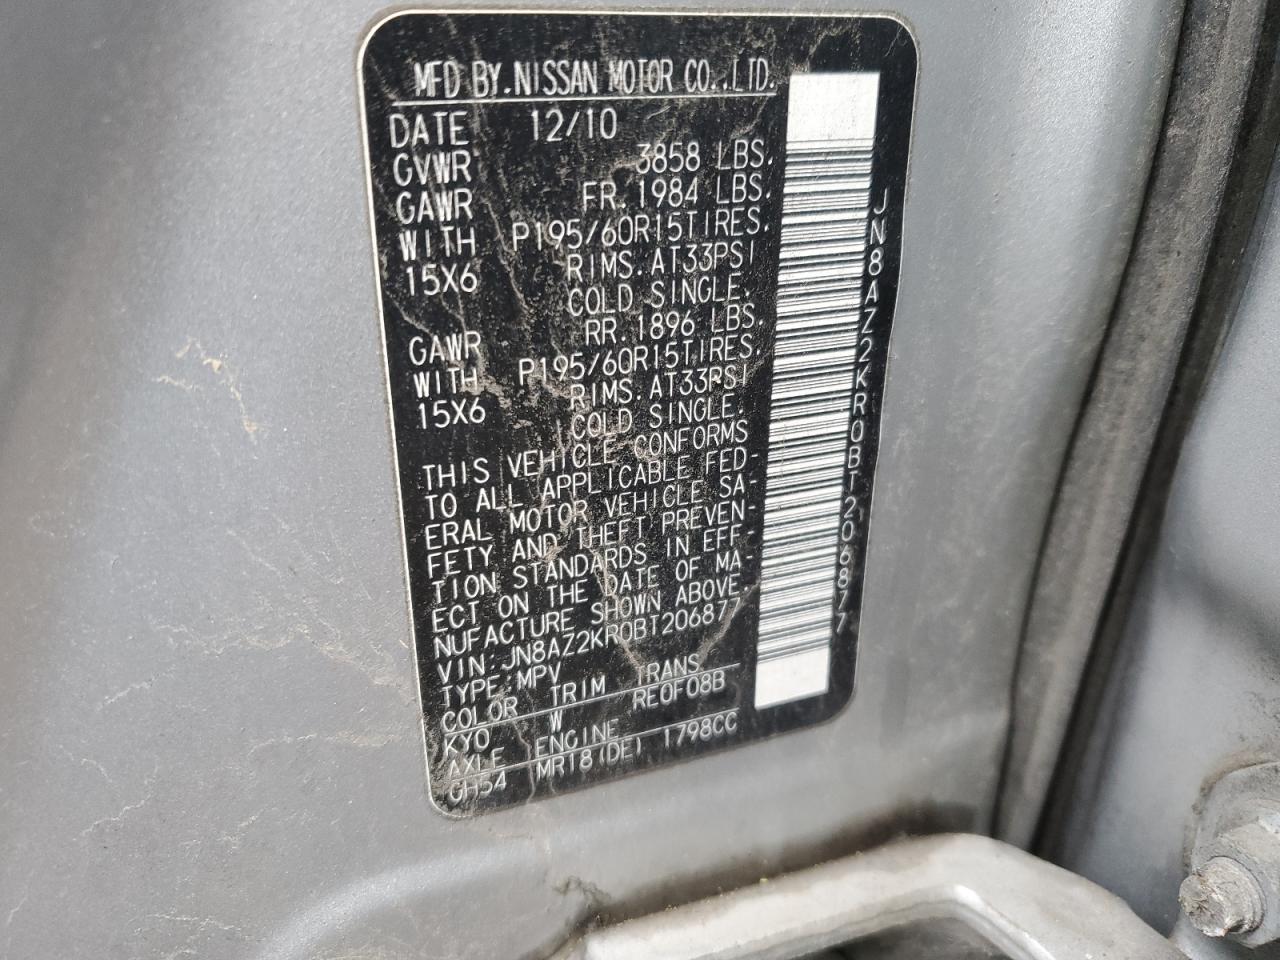 MFD BY.NISSAN MOTOR CO.,LTD.
DATE 12/10
GVWR 3858 LBS.
GAWR FR. 1984 LBS.
WITH P195/60R15TIRES.
15X6 RIMS.AT33PSI
COLD SINGLE.
GAWR RR. 1896 LBS.
WITH P195/60R15TIRES.
15X6 RIMS.AT33PSI
COLD SINGLE.
THIS VEHICLE CONFORMS
TO ALL APPLICABLE FED-
ERAL MOTOR VEHICLE SA-
FETY AND THEFT PREVEN-
TION STANDARDS IN EFF-
ECT ON THE DATE OF MA-
NUFACTURE SHOWN ABOVE.
VIN:JN8AZ2KR0BT206877
TYPE:MPV
COLOR TRIM TRANS
KY0 W RE0F08B
AXLE ENGINE
GH54 MR18(DE) 1798CC
JN8AZ2KR0BT206877